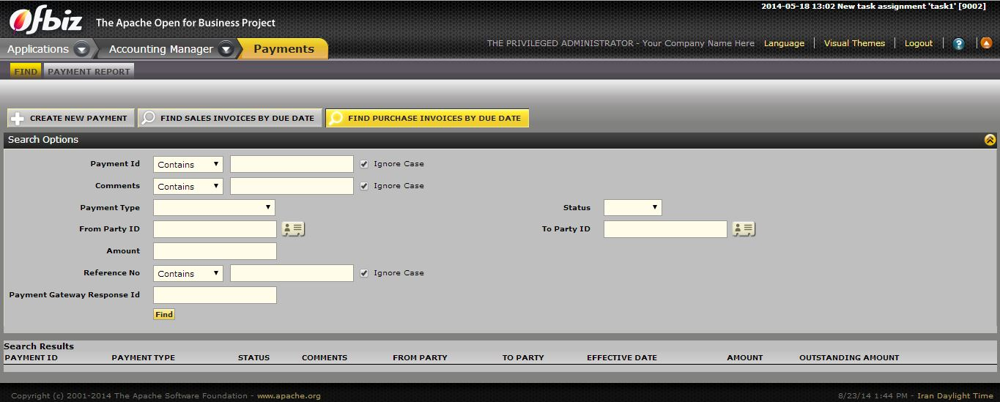 2014-05-18 13:02 New task assignment 'task1' [9002]
Ofbiz The Apache Open for Business Project
Applications Accounting Manager Payments THE PRIVILEGED ADMINISTRATOR - Your Company Name Here Language Visual Themes Logout ?
FIND PAYMENT REPORT
CREATE NEW PAYMENT FIND SALES INVOICES BY DUE DATE FIND PURCHASE INVOICES BY DUE DATE
Search Options
Payment Id Contains Ignore Case
Comments Contains Ignore Case
Payment Type Status
From Party ID To Party ID
Amount
Reference No Contains Ignore Case
Payment Gateway Response Id
Find
Search Results
PAYMENT ID PAYMENT TYPE STATUS COMMENTS FROM PARTY TO PARTY EFFECTIVE DATE AMOUNT OUTSTANDING AMOUNT
Copyright (c) 2001-2014 The Apache Software Foundation - www.apache.org 8/23/14 1:44 PM - Iran Daylight Time